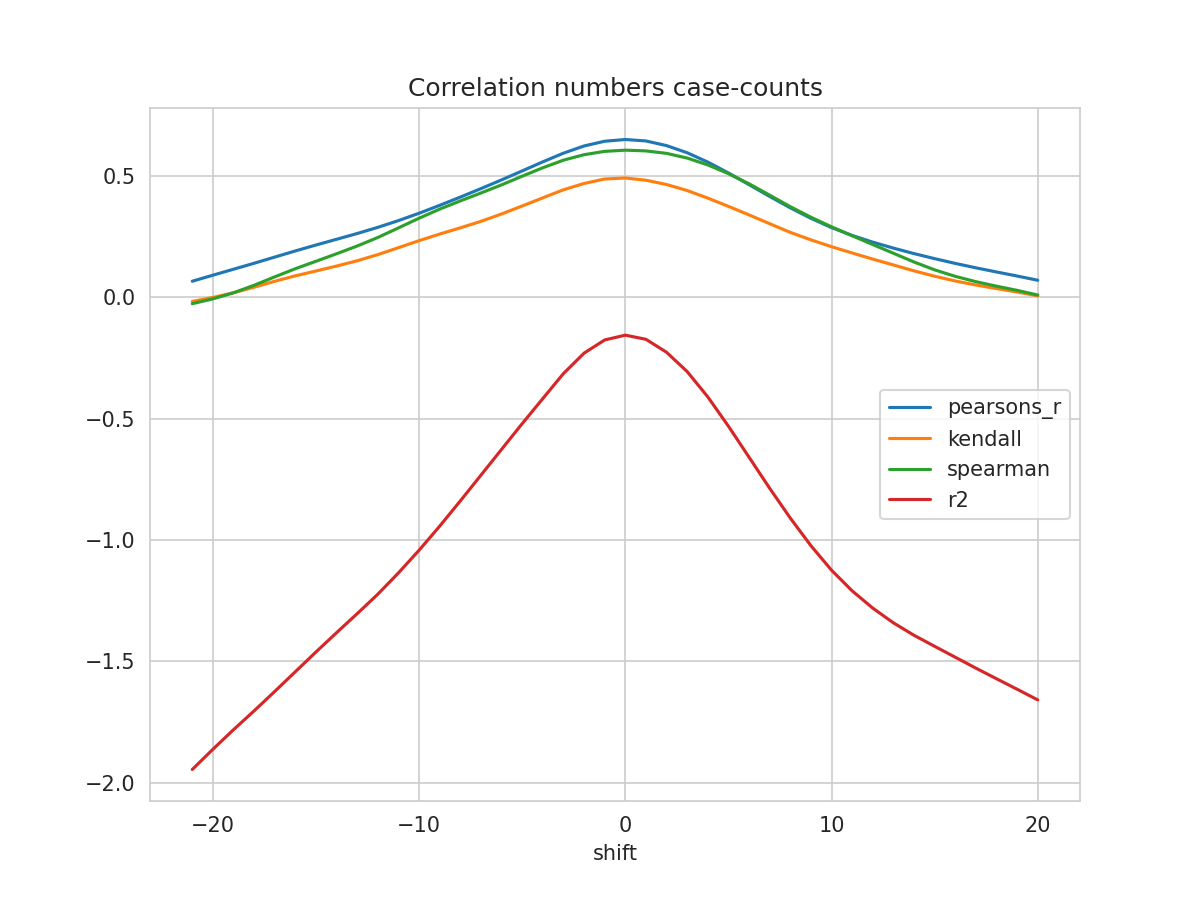 Correlation numbers case-counts
0.5
0.0
−0.5
−1.0
−1.5
−2.0
pearsons_r
kendall
spearman
r2
−20
−10
0
10
20
shift